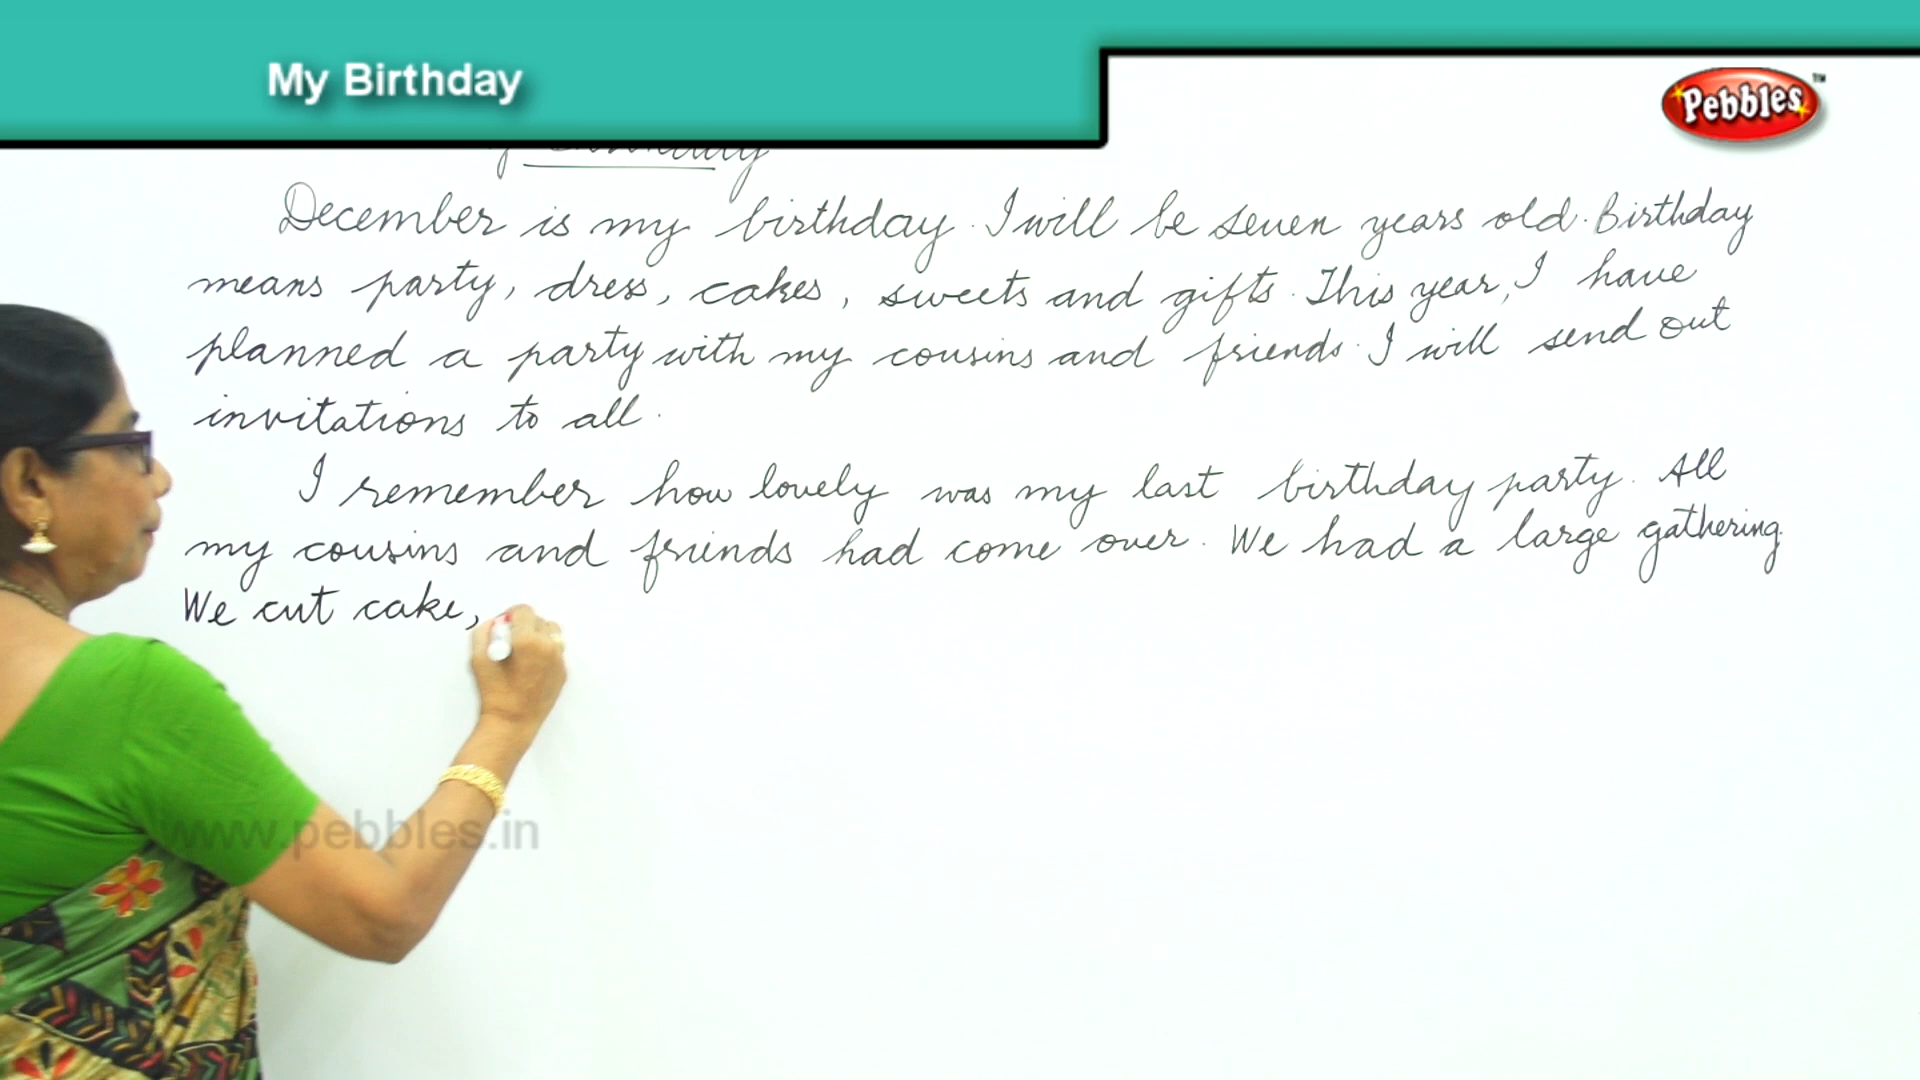 My Birthday
Pebbles
TM
December is my birthday. I will be seven years old. Birthday
means party, dress, cakes, sweets and gifts. This year, I have
planned a party with my cousins and friends. I will send out
invitations to all.
I remember how lovely was my last birthday party. All
my cousins and friends had come over. We had a large gathering.
We cut cake,
www.pebbles.in